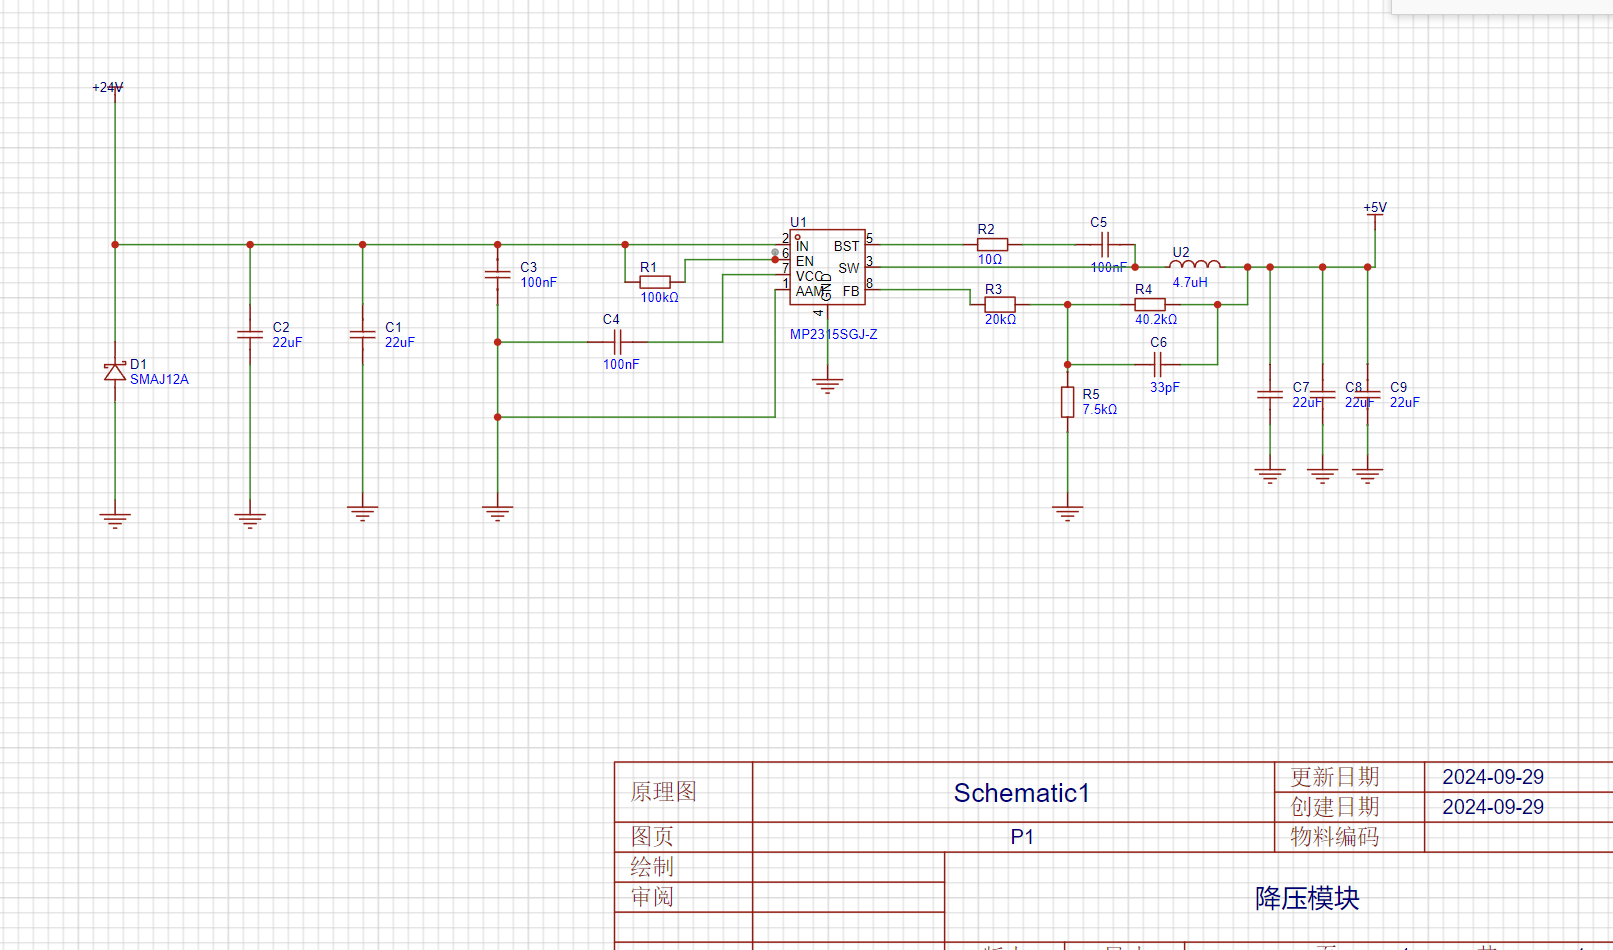 +24V
+5V
U1
R2
C5
2
IN
BST
5
6
EN
10Ω
U2
7
VCC
SW
3
100nF
1
AAM
GND
FB
8
4.7uH
4
MP2315SGJ-Z
C3
100nF
R1
100kΩ
R3
20kΩ
R4
40.2kΩ
C4
100nF
C2
22uF
C1
22uF
C6
33pF
D1
SMAJ12A
R5
7.5kΩ
C7
22uF
C8
22uF
C9
22uF
原理图
Schematic1
更新日期
2024-09-29
创建日期
2024-09-29
图页
P1
物料编码
绘制
审阅
降压模块